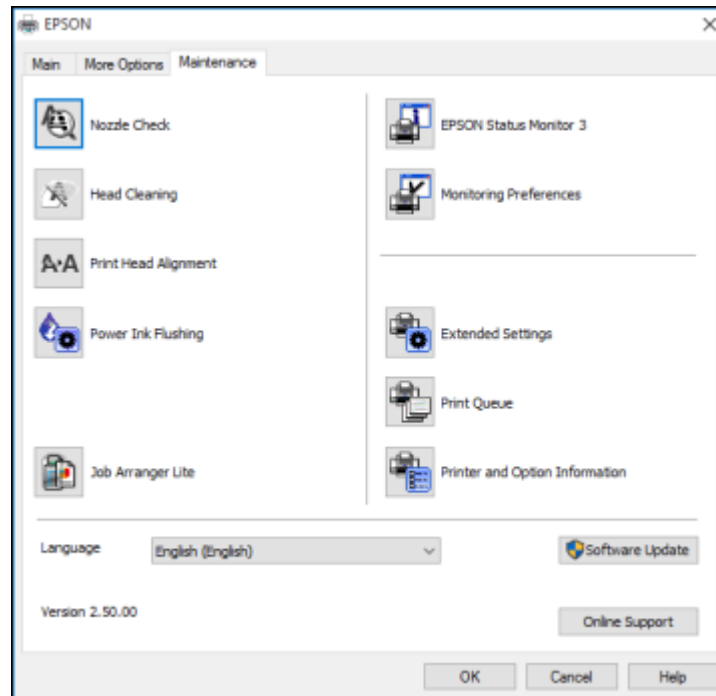 EPSON
Main More Options Maintenance
Nozzle Check
EPSON Status Monitor 3
Head Cleaning
Monitoring Preferences
A·A Print Head Alignment
Power Ink Flushing
Extended Settings
Print Queue
Job Arranger Lite
Printer and Option Information
Language English (English) Software Update
Version 2.50.00
Online Support
OK Cancel Help